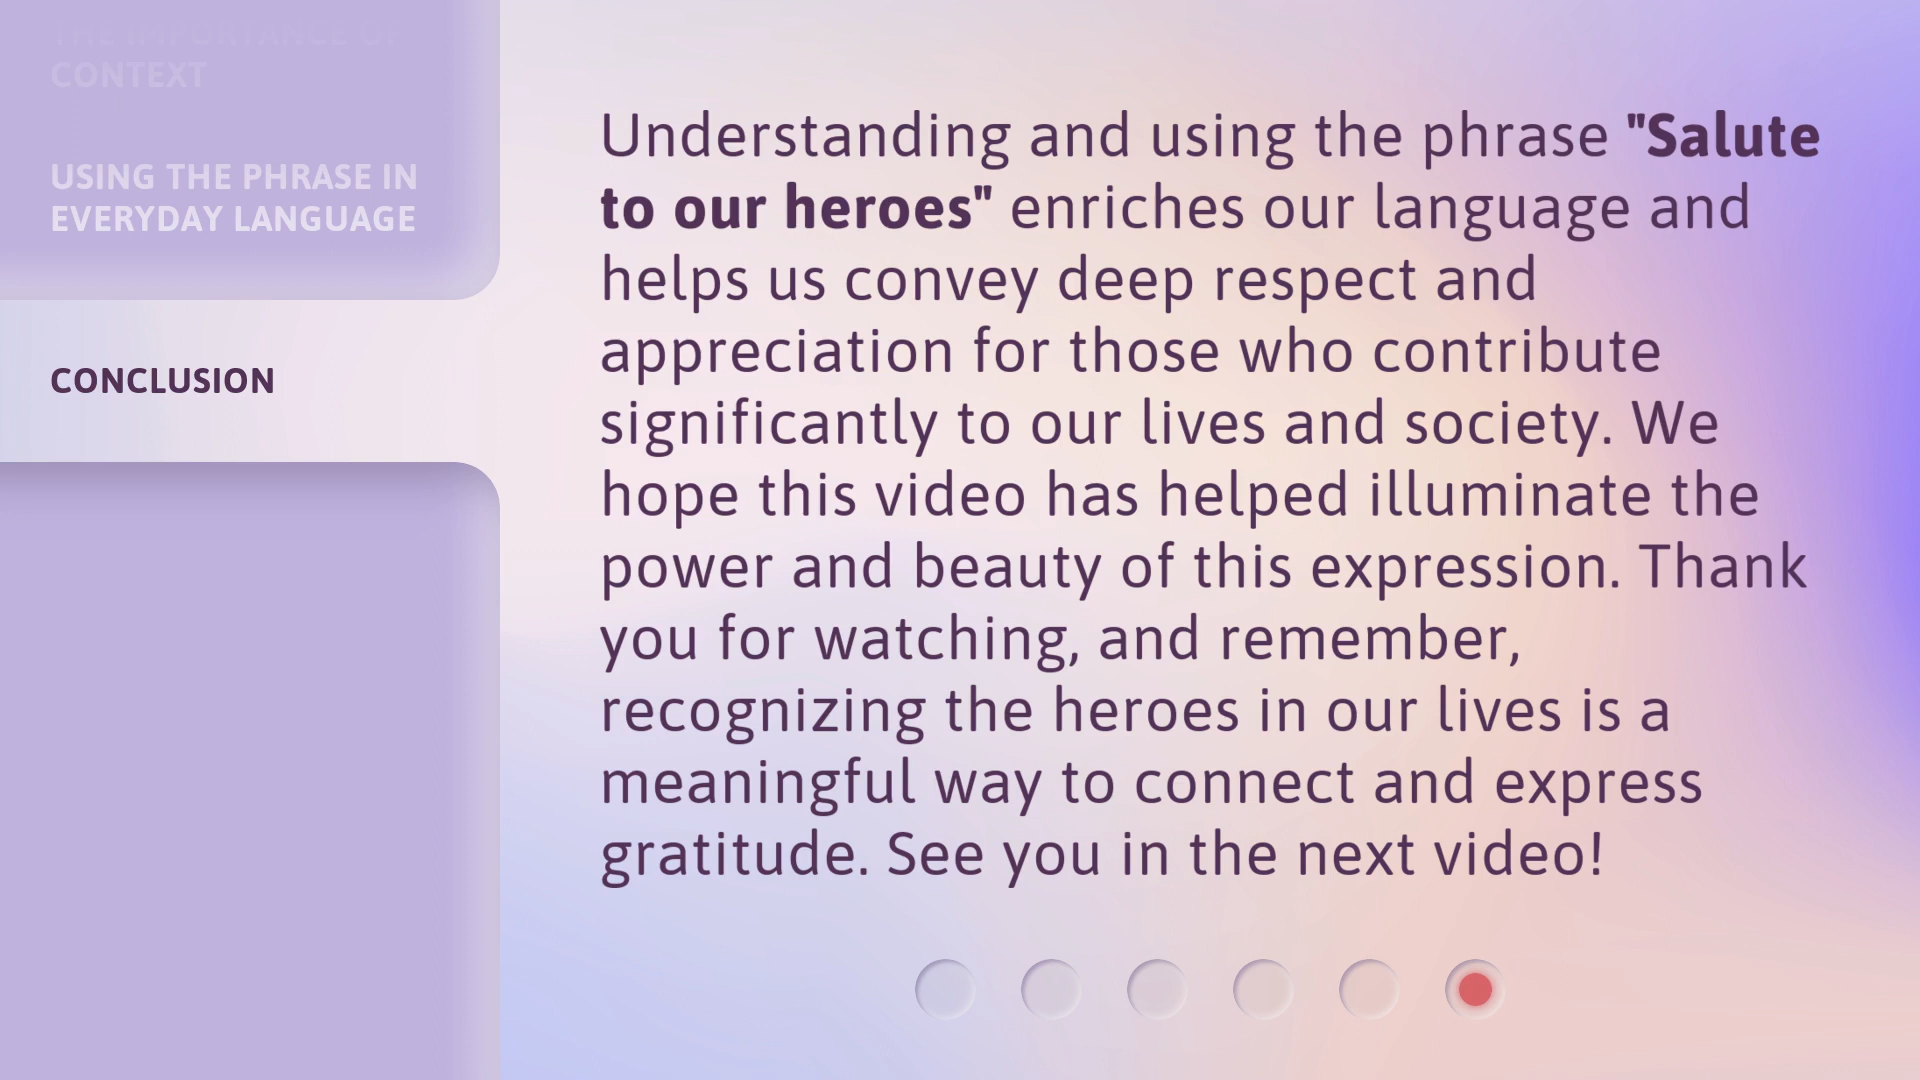 THE IMPORTANCE OF
CONTEXT
USING THE PHRASE IN
EVERYDAY LANGUAGE
CONCLUSION
Understanding and using the phrase "Salute
to our heroes" enriches our language and
helps us convey deep respect and
appreciation for those who contribute
significantly to our lives and society. We
hope this video has helped illuminate the
power and beauty of this expression. Thank
you for watching, and remember,
recognizing the heroes in our lives is a
meaningful way to connect and express
gratitude. See you in the next video!